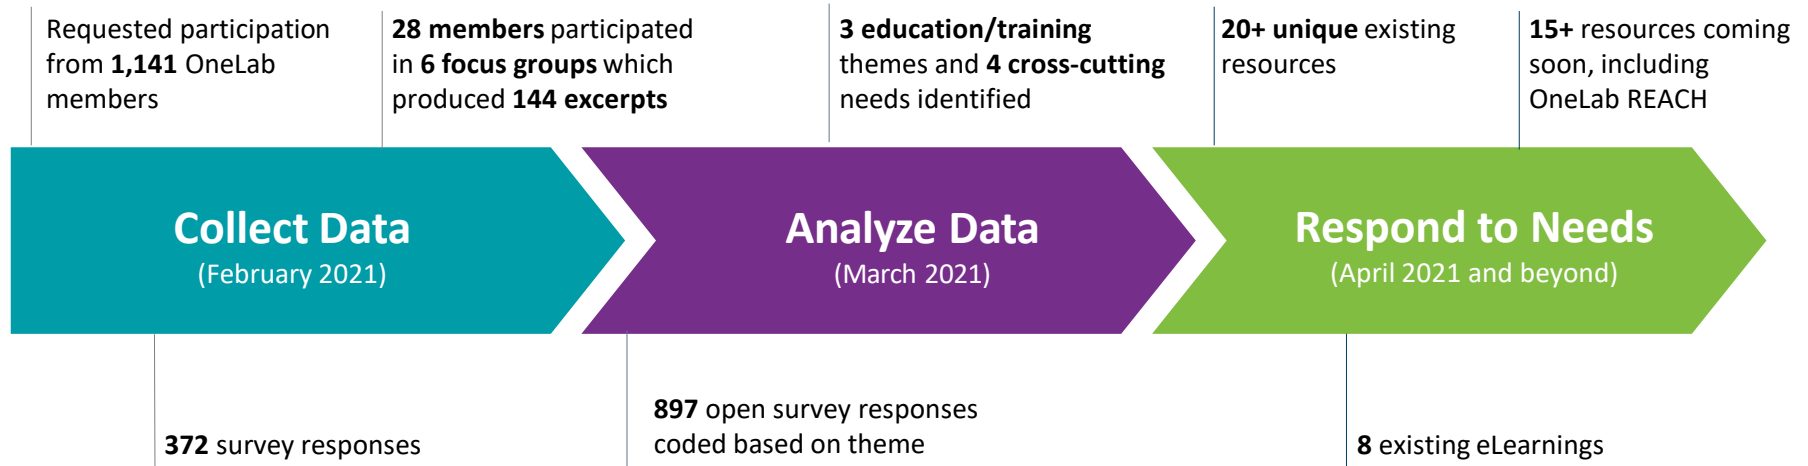 Requested participation
from 1,141 OneLab
members
28 members participated
in 6 focus groups which
produced 144 excerpts
3 education/training
themes and 4 cross-cutting
needs identified
20+ unique existing
resources
15+ resources coming
soon, including
OneLab REACH
Collect Data
(February 2021)
Analyze Data
(March 2021)
Respond to Needs
(April 2021 and beyond)
372 survey responses
897 open survey responses
coded based on theme
8 existing eLearnings